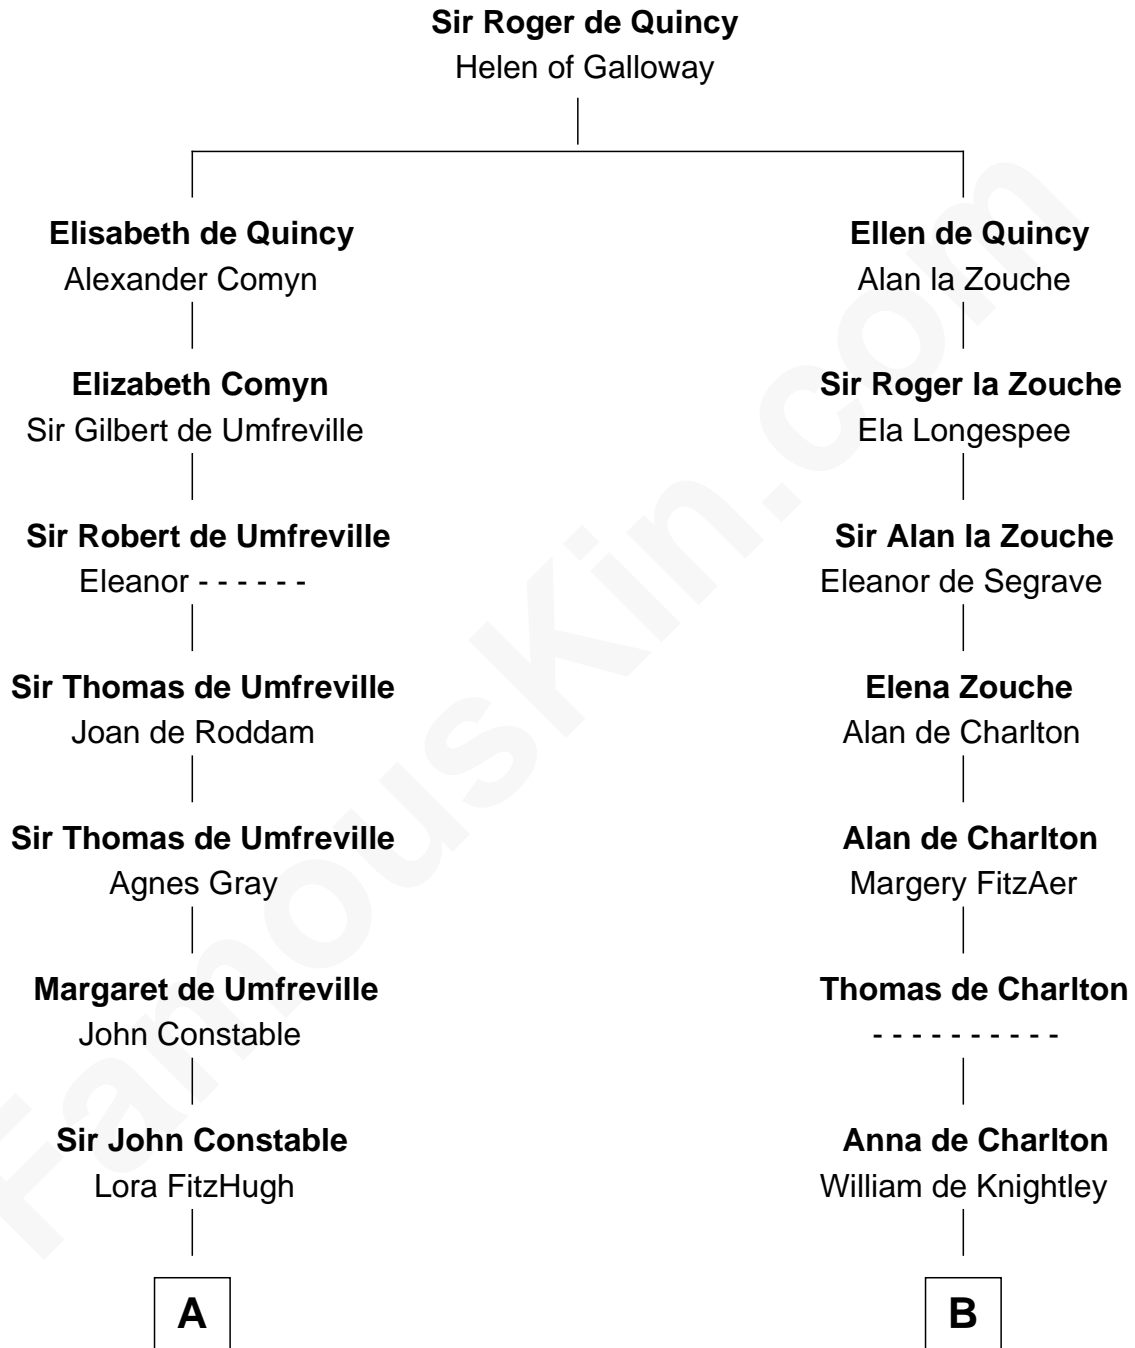 Sir Roger de Quincy
Helen of Galloway
Elisabeth de Quincy
Alexander Comyn
Ellen de Quincy
Alan la Zouche
Elizabeth Comyn
Sir Gilbert de Umfreville
Sir Roger la Zouche
Ela Longespee
Sir Robert de Umfreville
Eleanor - - - - - -
Sir Alan la Zouche
Eleanor de Segrave
Sir Thomas de Umfreville
Joan de Roddam
Elena Zouche
Alan de Charlton
Sir Thomas de Umfreville
Agnes Gray
Alan de Charlton
Margery FitzAer
Margaret de Umfreville
John Constable
Thomas de Charlton
- - - - - - - - - -
Sir John Constable
Lora FitzHugh
Anna de Charlton
William de Knightley
A
B
FamousKin.com